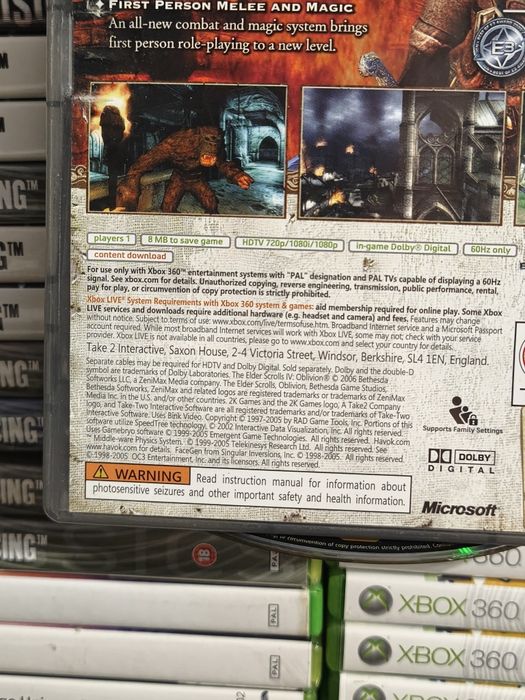 FIRST PERSON MELEE AND MAGIC
An all-new combat and magic system brings
first person role-playing to a new level.
E3
players 1
8 MB to save game
HDTV 720p/1080i/1080p
in-game Dolby® Digital
60Hz only
content download
For use only with Xbox 360™ entertainment systems with "PAL" designation and PAL TVs capable of displaying a 60Hz
signal. See xbox.com for details. Unauthorized copying, reverse engineering, transmission, public performance, rental,
pay for play, or circumvention of copy protection is strictly prohibited.
Xbox LIVE® System Requirements with Xbox 360 system & games: aid membership required for online play. Some Xbox
LIVE services and downloads require additional hardware (e.g. headset and camera) and fees. Features may change
without notice. Subject to terms of use: www.xbox.com/live/termsofuse.htm. Broadband Internet service and a Microsoft Passport
account required. While most broadband Internet services will work with Xbox LIVE, some may not; check with your service
provider. Xbox LIVE is not available in all countries, please go to www.xbox.com and select your country for details.
Take 2 Interactive, Saxon House, 2-4 Victoria Street, Windsor, Berkshire, SL4 1EN, England.
Separate cables may be required for HDTV and Dolby Digital. Sold separately. Dolby and the double-D
symbol are trademarks of Dolby Laboratories. The Elder Scrolls IV: Oblivion® © 2006 Bethesda
Softworks LLC, a ZeniMax Media company. The Elder Scrolls, Oblivion, Bethesda Game Studios,
Bethesda Softworks, ZeniMax and related logos are registered trademarks or trademarks of ZeniMax
Media Inc. in the U.S. and/or other countries. 2K Games and the 2K Games logo, A Take2 Company
logo, and Take-Two Interactive Software are all registered trademarks and/or trademarks of Take-Two
Interactive Software. Uses Bink Video. Copyright © 1997-2005 by RAD Game Tools, Inc. Portions of this
software utilize SpeedTree technology, © 2002 Interactive Data Visualization, Inc. All rights reserved.
Uses Gamebryo software © 1999-2005 Emergent Game Technologies. All rights reserved. Havok.com
™ Middle-ware Physics System. © 1999-2005 Telekinesys Research Ltd. All rights reserved. See
www.havok.com for details. FaceGen from Singular Inversions, Inc. © 1998-2005. All rights reserved.
©1998-2005 OC3 Entertainment, Inc. and its licensors. All rights reserved.
Supports Family Settings
DOLBY
DIGITAL
WARNING
Read instruction manual for information about
photosensitive seizures and other important safety and health information.
Microsoft
circumvention of copy protection strictly prohibited.
NG™
TM
TM
NG™
ING™
ING™
ING™
18
PAL
PAL
360
XBOX 360
PAL
XBOX 360